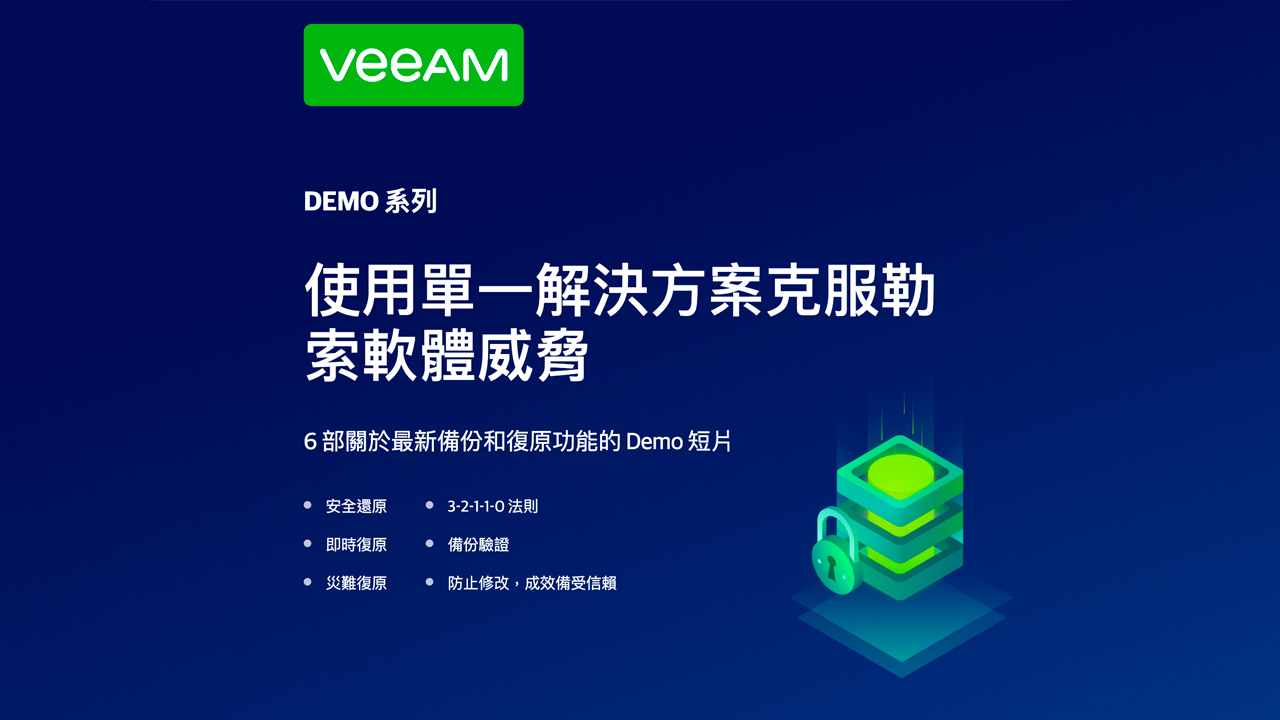 veeAM
DEMO 系列
使用單一解決方案克服勒
索軟體威脅
6 部關於最新備份和復原功能的 Demo 短片
安全還原
即時復原
災難復原
3-2-1-1-0 法則
備份驗證
防止修改，成效備受信賴